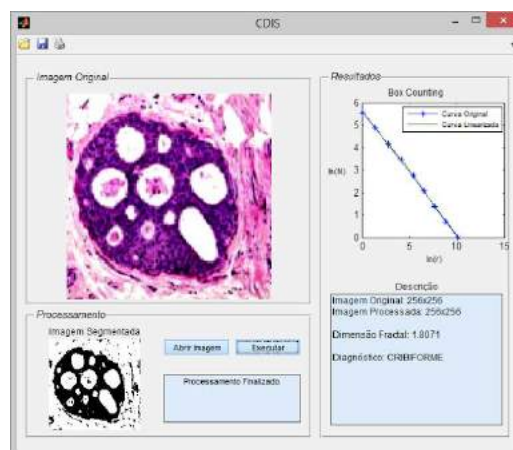 CDIS
Imagem Original
Resultados
Box Counting
Curva Original
Curva Linearizada
6
5
4
3
2
1
0
ln(N)
0
5
10
15
ln(r)
Descrição
Imagem Original: 256x256
Imagem Processada: 256x256
Dimensão Fractal: 1.8071
Diagnóstico: CRIBIFORME
Processamento
Imagem Segmentada
Abrir Imagem
Executar
Processamento Finalizado